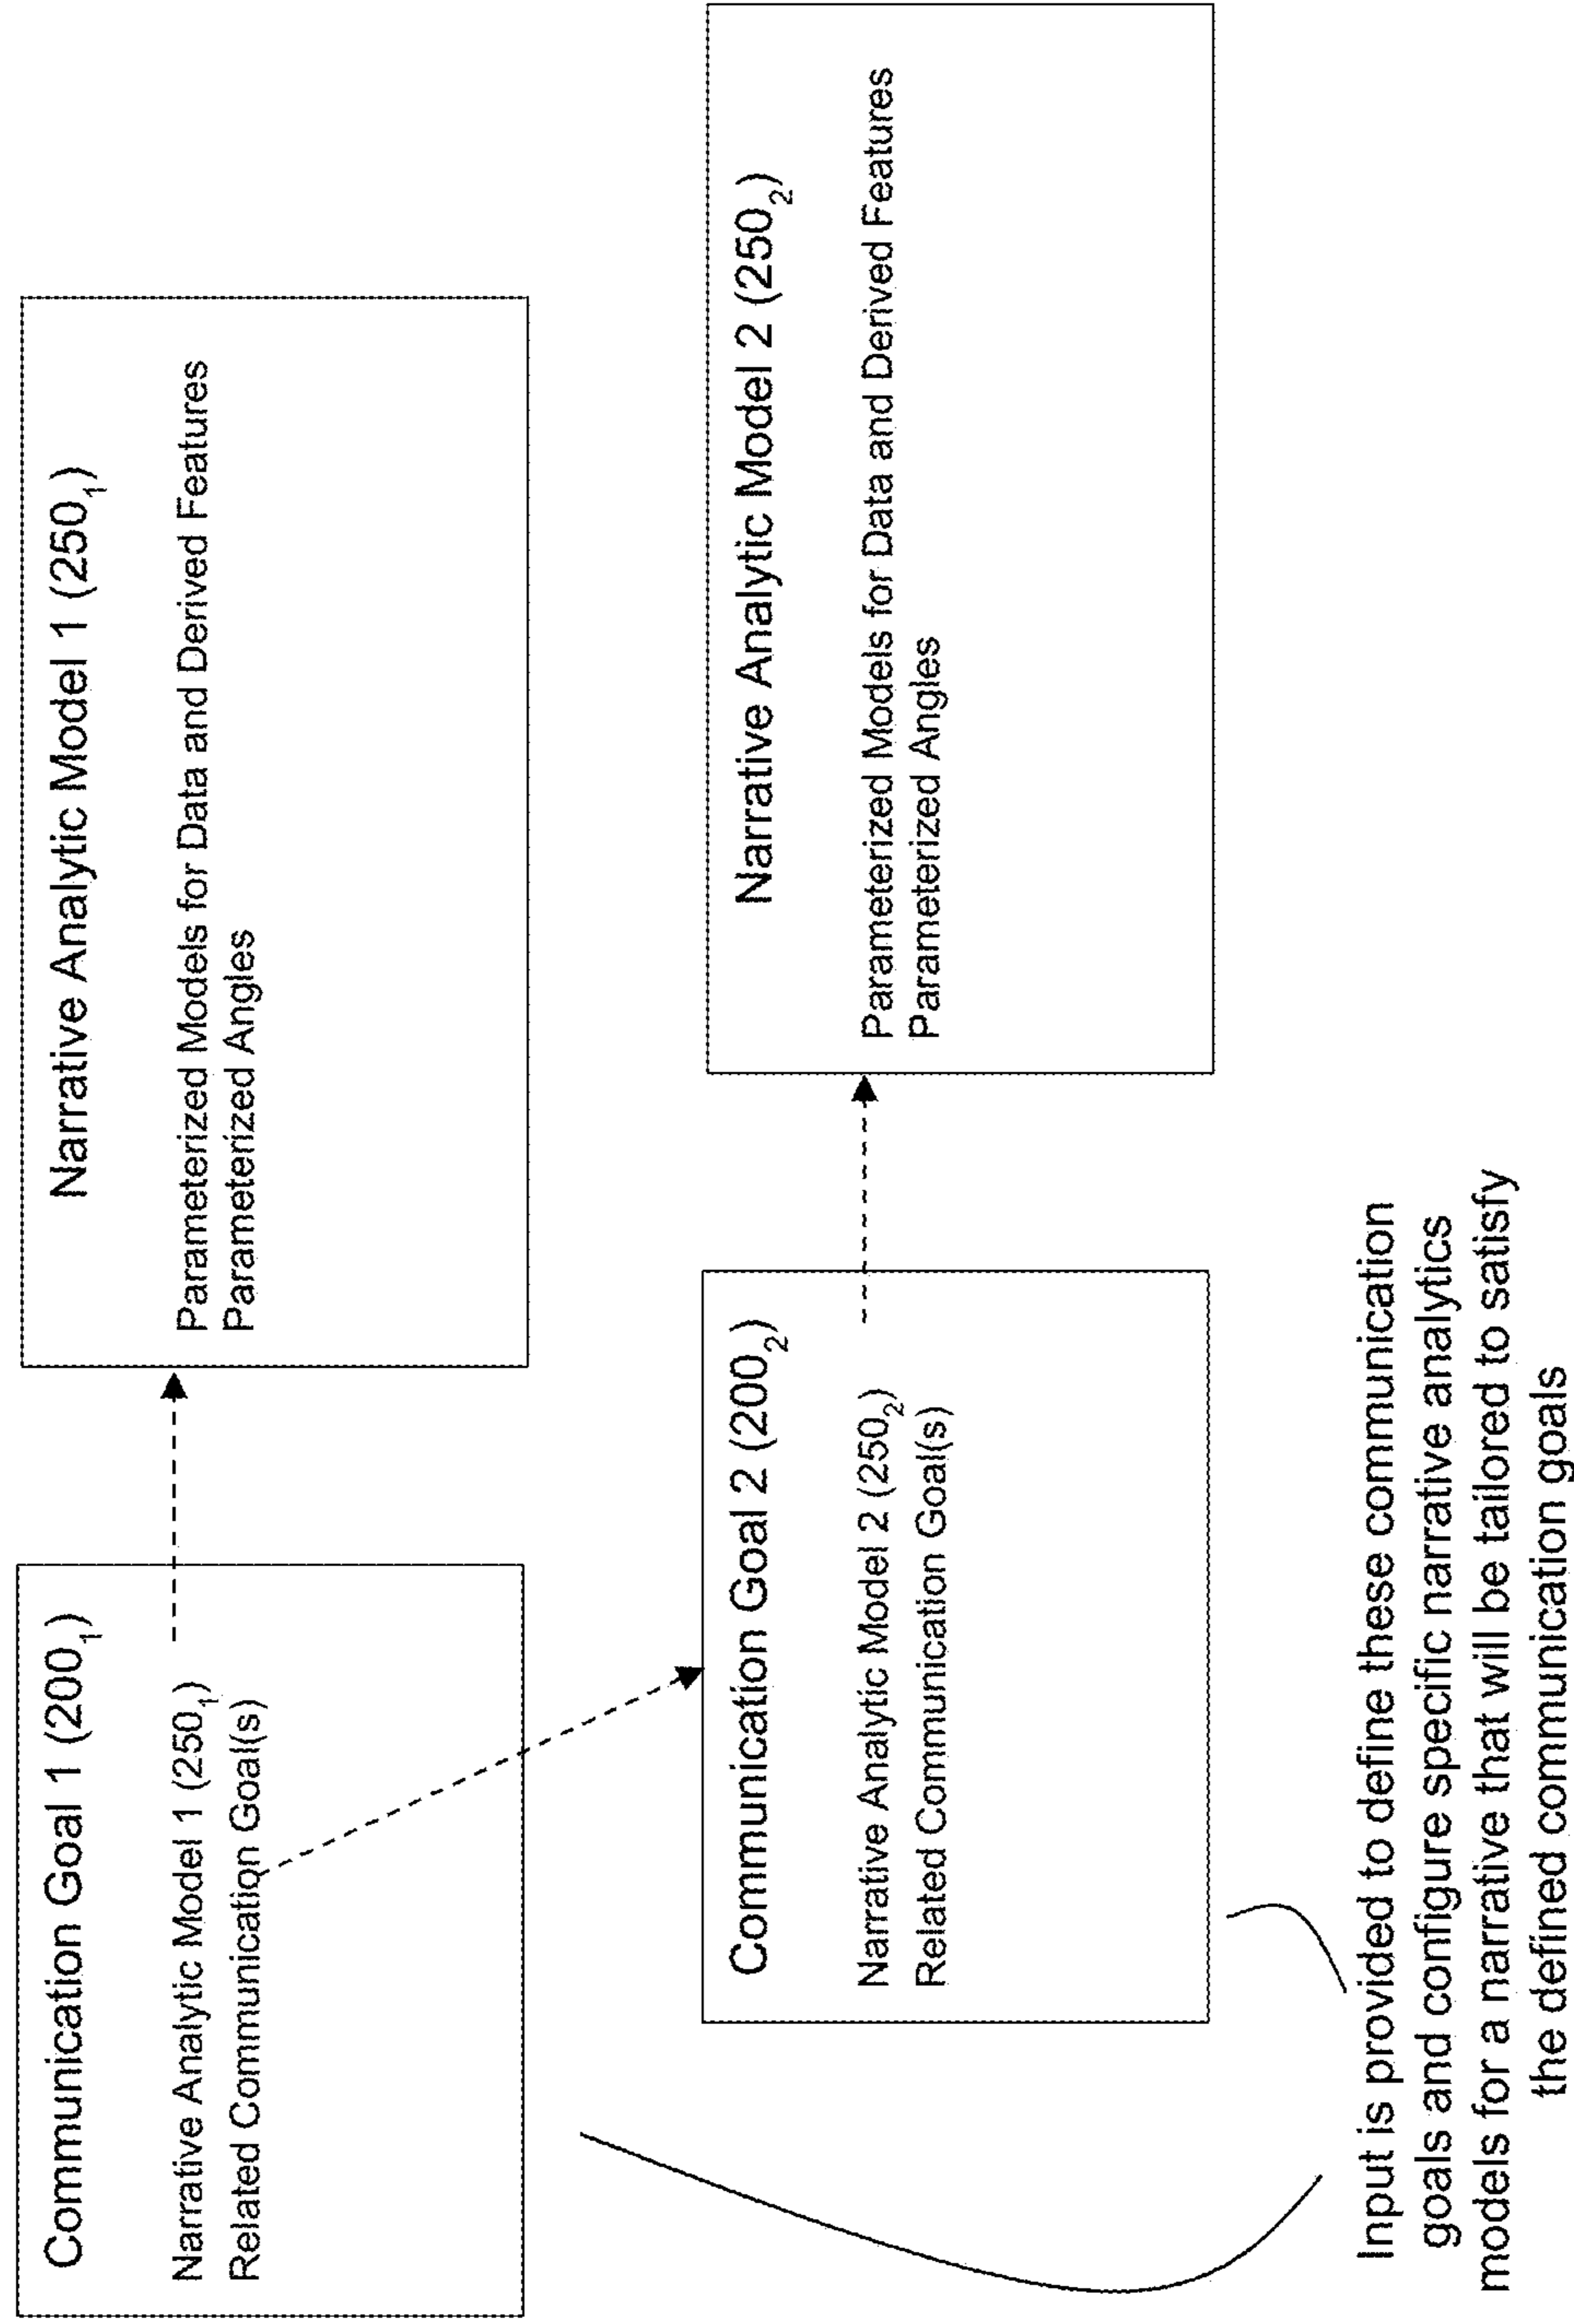 Communication Goal 1 (200₁)
Narrative Analytic Model 1 (250₁)
Related Communication Goal(s)
Narrative Analytic Model 1 (250₁)
Parameterized Models for Data and Derived Features
Parameterized Angles
Communication Goal 2 (200₂)
Narrative Analytic Model 2 (250₂)
Related Communication Goal(s)
Narrative Analytic Model 2 (250₂)
Parameterized Models for Data and Derived Features
Parameterized Angles
Input is provided to define these communication
goals and configure specific narrative analytics
models for a narrative that will be tailored to satisfy
the defined communication goals